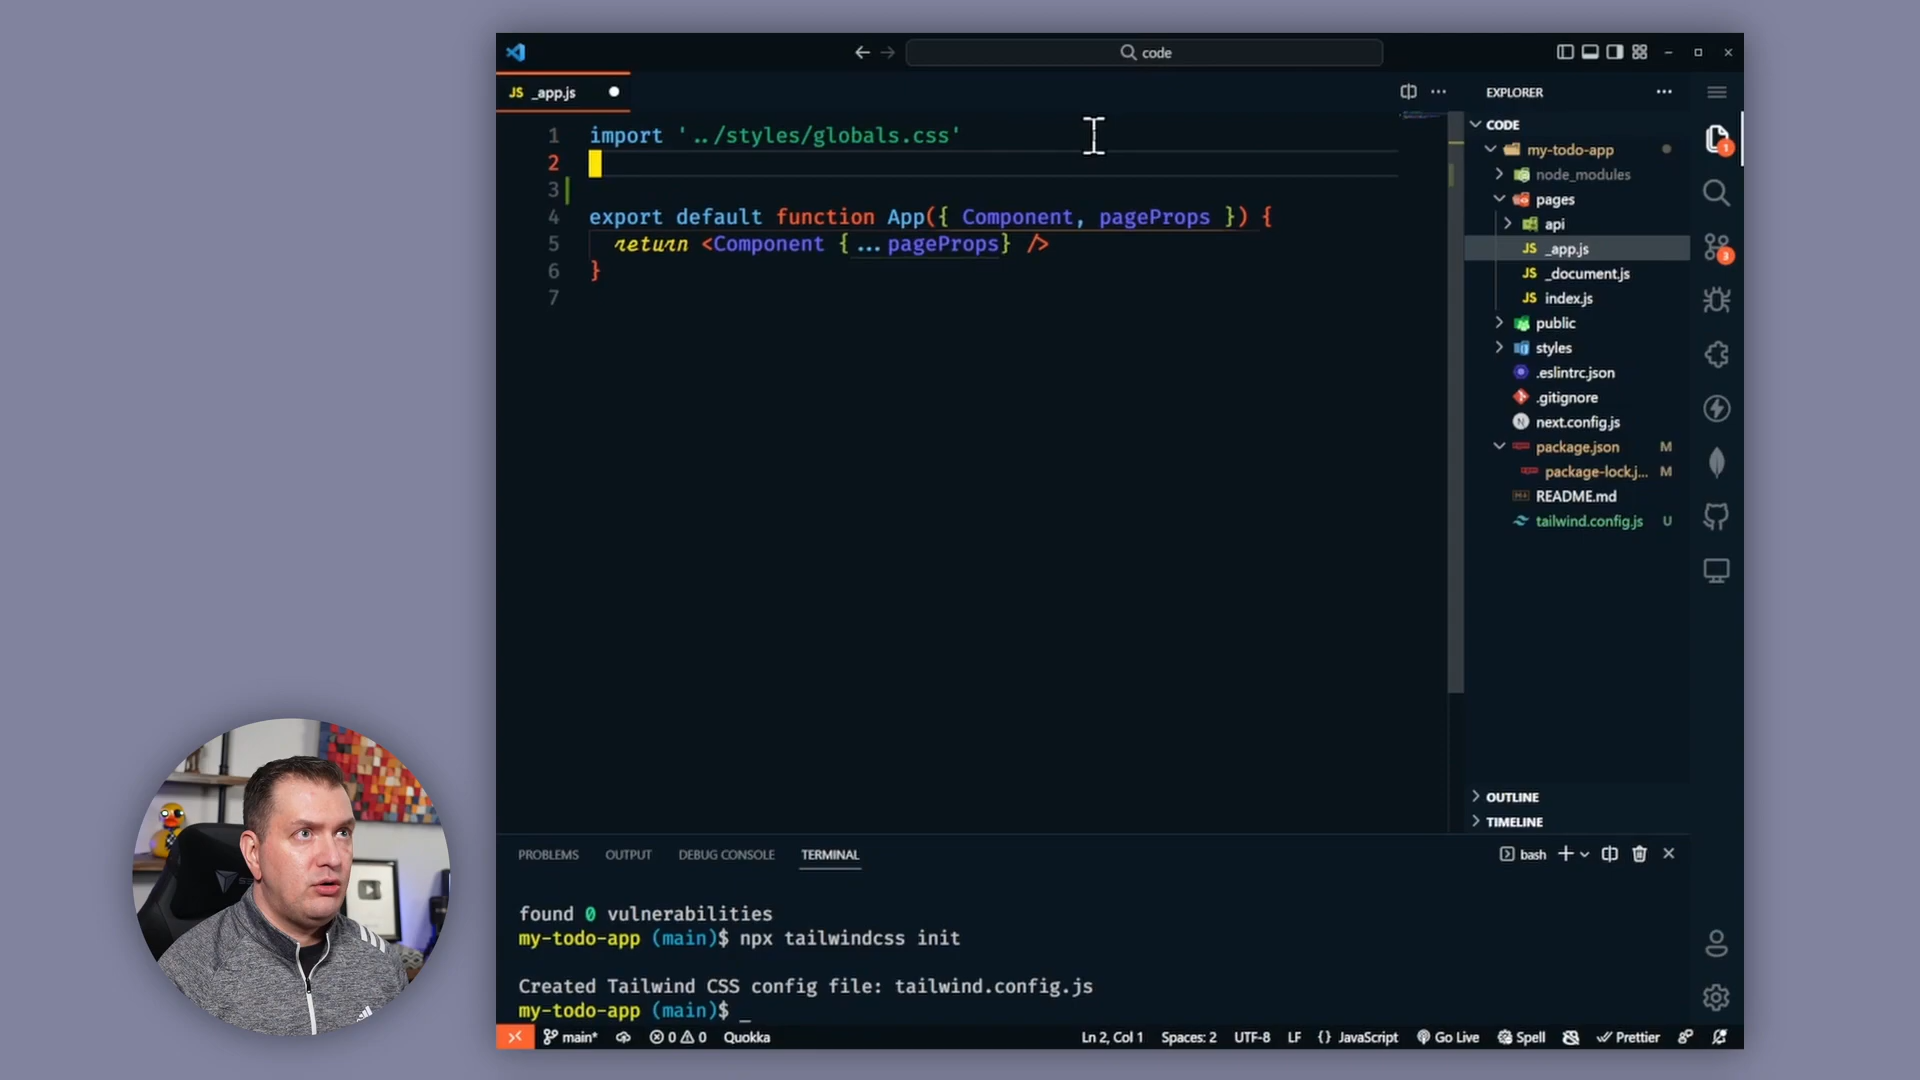 code
JS _app.js
EXPLORER
1 import '../styles/globals.css'
2
3
4 export default function App({ Component, pageProps }) {
5 return <Component {...pageProps} />
6 }
7
CODE
my-todo-app
node_modules
pages
api
JS _app.js
JS _document.js
JS index.js
public
styles
.eslintrc.json
.gitignore
N next.config.js
package.json M
package-lock.j... M
README.md
tailwind.config.js U
1
3
OUTLINE
TIMELINE
PROBLEMS OUTPUT DEBUG CONSOLE TERMINAL
bash
found 0 vulnerabilities
my-todo-app (main)$ npx tailwindcss init
Created Tailwind CSS config file: tailwind.config.js
my-todo-app (main)$ _
main* 0 0 Quokka Ln 2, Col 1 Spaces: 2 UTF-8 LF {} JavaScript Go Live Spell Prettier